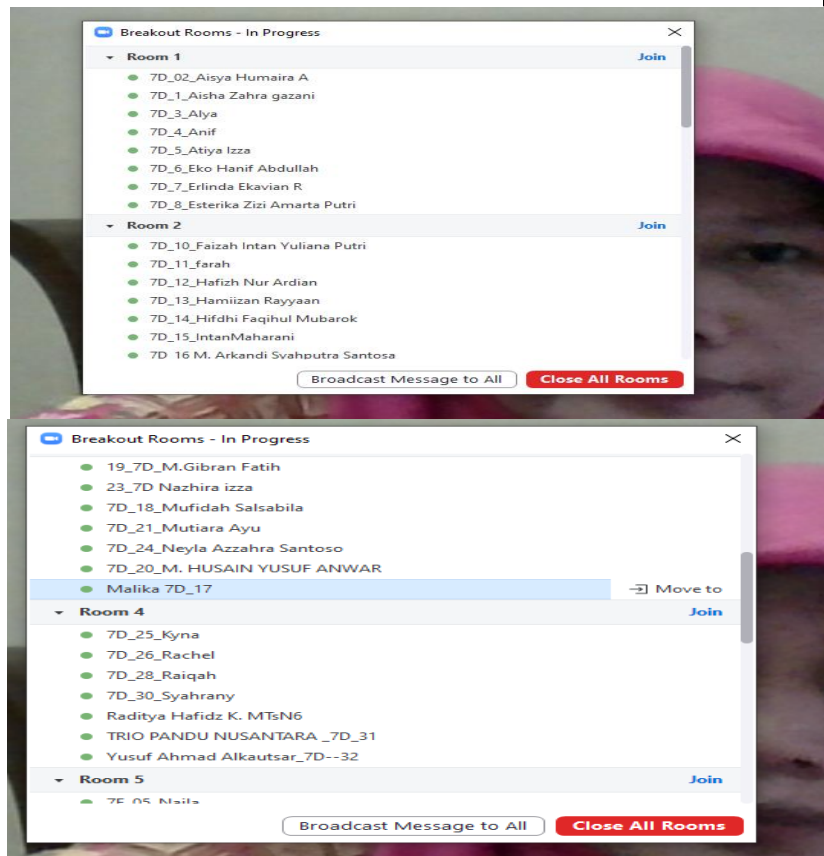 Breakout Rooms - In Progress
Room 1 Join
7D_02_Aisya Humaira A
7D_1_Aisha Zahra gazani
7D_3_Alya
7D_4_Anif
7D_5_Atiya Izza
7D_6_Eko Hanif Abdullah
7D_7_Erlinda Ekavian R
7D_8_Esterika Zizi Amarta Putri
Room 2 Join
7D_10_Faizah Intan Yuliana Putri
7D_11_farah
7D_12_Hafizh Nur Ardian
7D_13_Hamiizan Rayyaan
7D_14_Hifdhi Faqihul Mubarok
7D_15_IntanMaharani
7D 16 M. Arkandi Syahputra Santosa
Broadcast Message to All Close All Rooms
Breakout Rooms - In Progress
19_7D_M.Gibran Fatih
23_7D Nazhira izza
7D_18_Mufidah Salsabila
7D_21_Mutiara Ayu
7D_24_Neyla Azzahra Santoso
7D_20_M. HUSAIN YUSUF ANWAR
Malika 7D_17 Move to
Room 4 Join
7D_25_Kyna
7D_26_Rachel
7D_28_Raiqah
7D_30_Syahrany
Raditya Hafidz K. MTsN6
TRIO PANDU NUSANTARA _7D_31
Yusuf Ahmad Alkautsar_7D--32
Room 5 Join
7E_05_Naila
Broadcast Message to All Close All Rooms